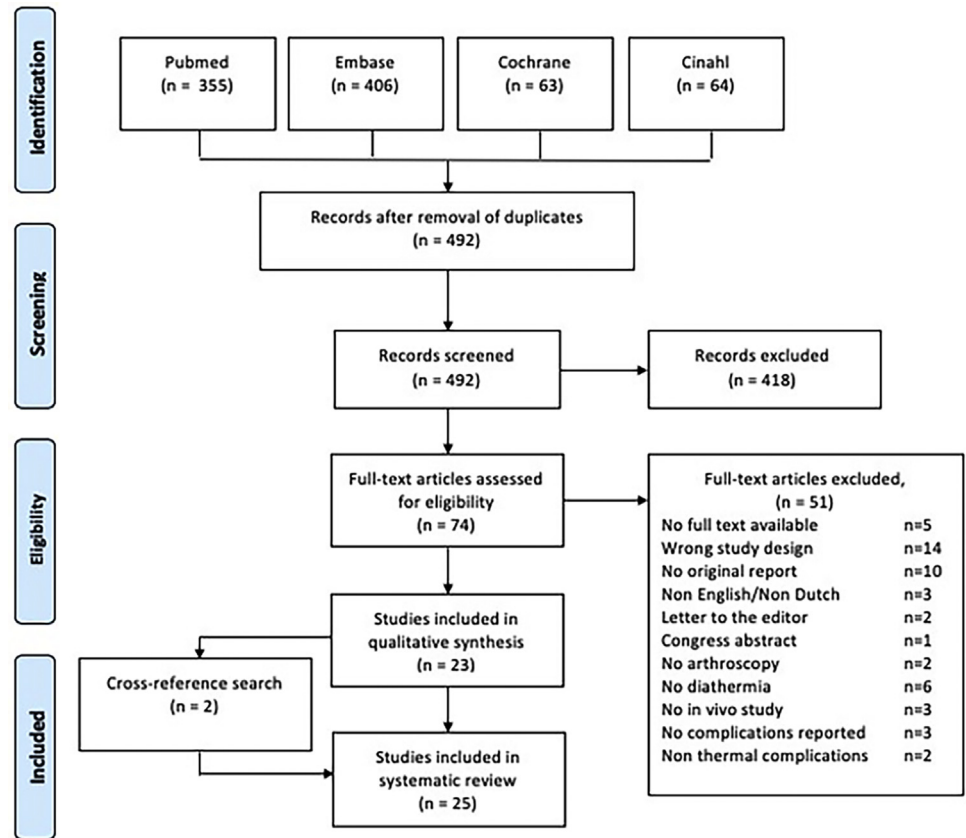 Identification
Pubmed
(n = 355)
Embase
(n = 406)
Cochrane
(n = 63)
Cinahl
(n = 64)
Records after removal of duplicates
(n = 492)
Screening
Records screened
(n = 492)
Records excluded
(n = 418)
Eligibility
Full-text articles assessed
for eligibility
(n = 74)
Full-text articles excluded,
(n = 51)
No full text available n=5
Wrong study design n=14
No original report n=10
Non English/Non Dutch n=3
Letter to the editor n=2
Congress abstract n=1
No arthroscopy n=2
No diathermia n=6
No in vivo study n=3
No complications reported n=3
Non thermal complications n=2
Studies included in
qualitative synthesis
(n = 23)
Included
Cross-reference search
(n = 2)
Studies included in
systematic review
(n = 25)